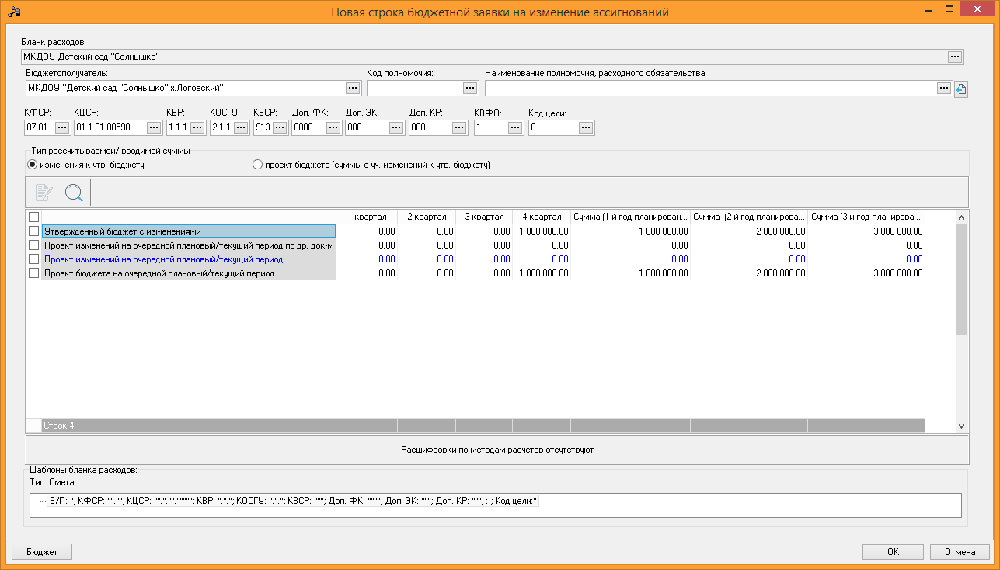 Новая строка бюджетной заявки на изменение ассигнований
Бланк расходов:
МКДОУ Детский сад "Солнышко"
Бюджетополучатель: Код полномочия: Наименование полномочия, расходного обязательства:
МКДОУ "Детский сад "Солнышко" х.Логовский"
КФСР: КЦСР: КВР: КОСГУ: КВСР: Доп. ФК: Доп. ЭК: Доп. КР: КВФО: Код цели:
07.01 01.1.01.00590 1.1.1 2.1.1 913 0000 000 000 1 0
Тип рассчитываемой/ вводимой суммы
изменения к утв. бюджету проект бюджета (суммы с уч. изменений к утв. бюджету)
1 квартал 2 квартал 3 квартал 4 квартал Сумма (1-й год планирован... Сумма (2-й год планирова... Сумма (3-й год планирова...
Утвержденный бюджет с изменениями 0.00 0.00 0.00 1 000 000.00 1 000 000.00 2 000 000.00 3 000 000.00
Проект изменений на очередной плановый/текущий период по др. док-м 0.00 0.00 0.00 0.00 0.00 0.00 0.00
Проект изменений на очередной плановый/текущий период 0.00 0.00 0.00 0.00 0.00 0.00 0.00
Проект бюджета на очередной плановый/текущий период 0.00 0.00 0.00 1 000 000.00 1 000 000.00 2 000 000.00 3 000 000.00
Строк:4
Расшифровки по методам расчётов отсутствуют
Шаблоны бланка расходов:
Тип: Смета
Б/П: *; КФСР: **.**; КЦСР: **.*.**.*****; КВР: *.*.*; КОСГУ: *.*.*; КВСР: ***; Доп. ФК: ****; Доп. ЭК: ***; Доп. КР: ***; : ; Код цели:*
Бюджет OK Отмена